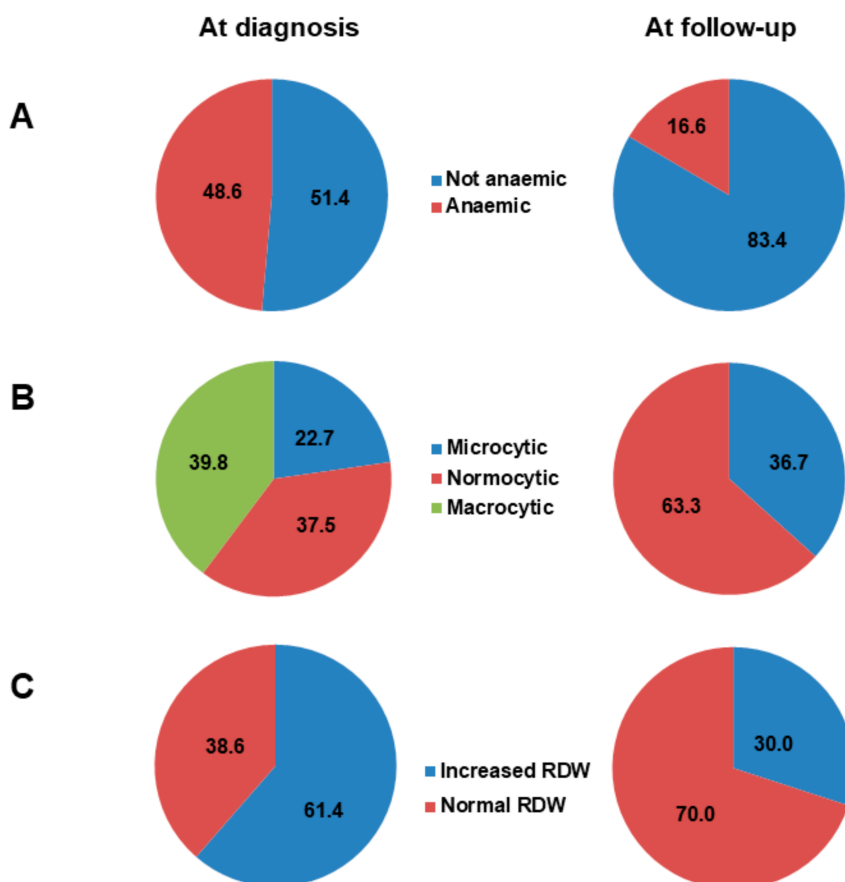 At diagnosis
At follow-up
A
48.6
51.4
Not anaemic
Anaemic
16.6
83.4
B
39.8
22.7
37.5
Microcytic
Normocytic
Macrocytic
36.7
63.3
C
38.6
61.4
Increased RDW
Normal RDW
30.0
70.0